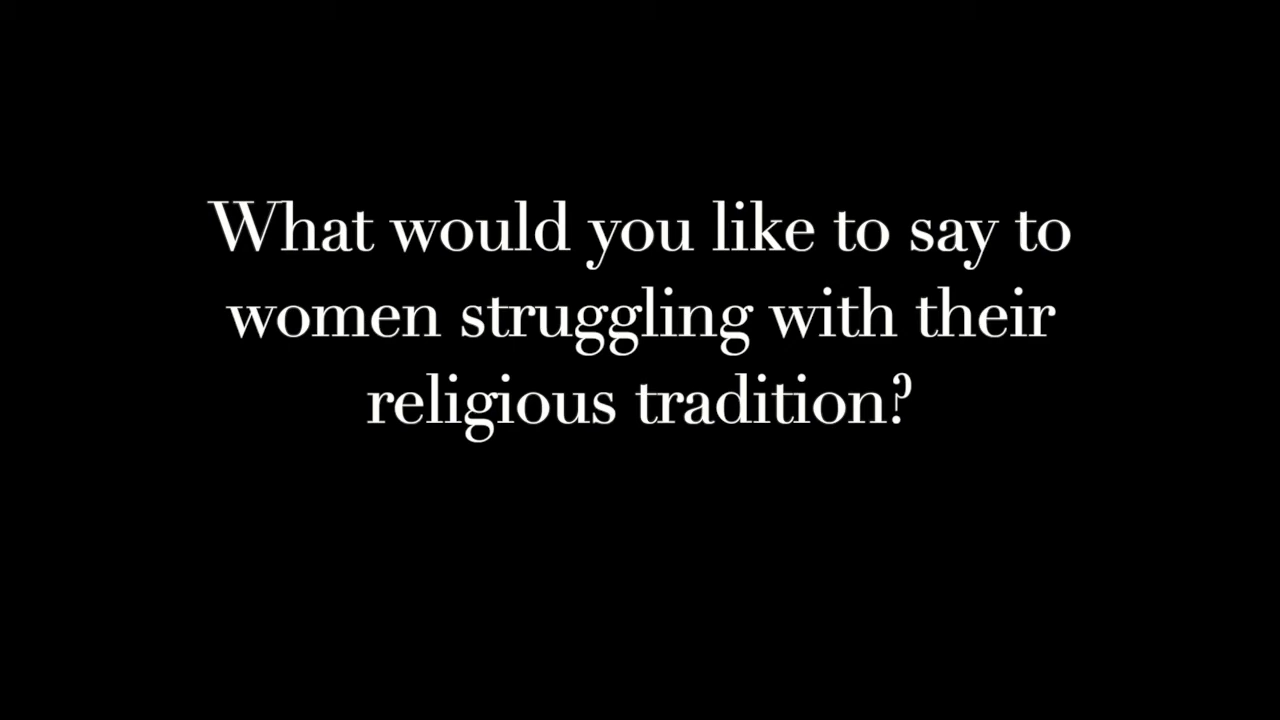 What would you like to say to
women struggling with their
religious tradition?